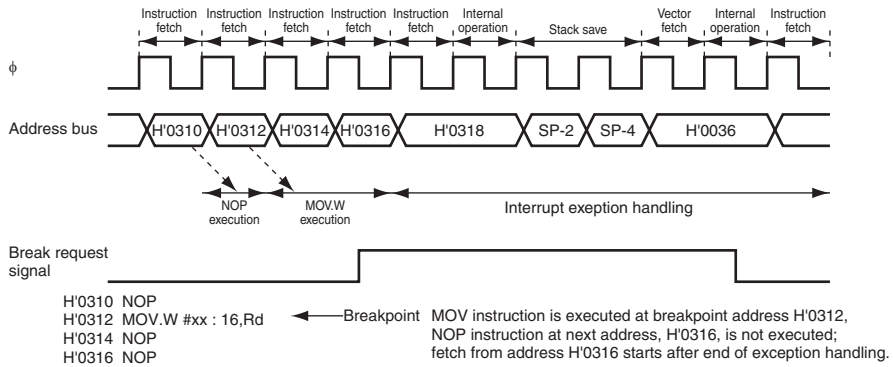 Instruction fetch
Instruction fetch
Instruction fetch
Instruction fetch
Instruction fetch
Internal operation
Stack save
Vector fetch
Internal operation
Instruction fetch
φ
Address bus
H'0310
H'0312
H'0314
H'0316
H'0318
SP-2
SP-4
H'0036
NOP execution
MOV.W execution
Interrupt exeption handling
Break request signal
H'0310 NOP
H'0312 MOV.W #xx : 16,Rd
H'0314 NOP
H'0316 NOP
Breakpoint
MOV instruction is executed at breakpoint address H'0312,
NOP instruction at next address, H'0316, is not executed;
fetch from address H'0316 starts after end of exception handling.